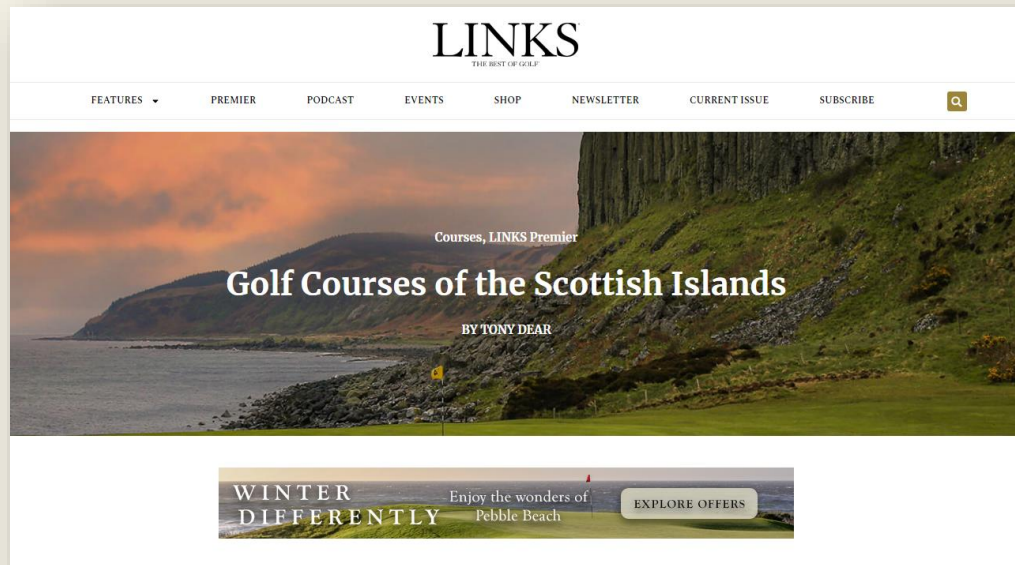 LINKS
THE BEST OF GOLF
FEATURES PREMIER PODCAST EVENTS SHOP NEWSLETTER CURRENT ISSUE SUBSCRIBE
Courses, LINKS Premier
Golf Courses of the Scottish Islands
BY TONY DEAR
WINTER
DIFFERENTLY
Enjoy the wonders of
Pebble Beach
EXPLORE OFFERS